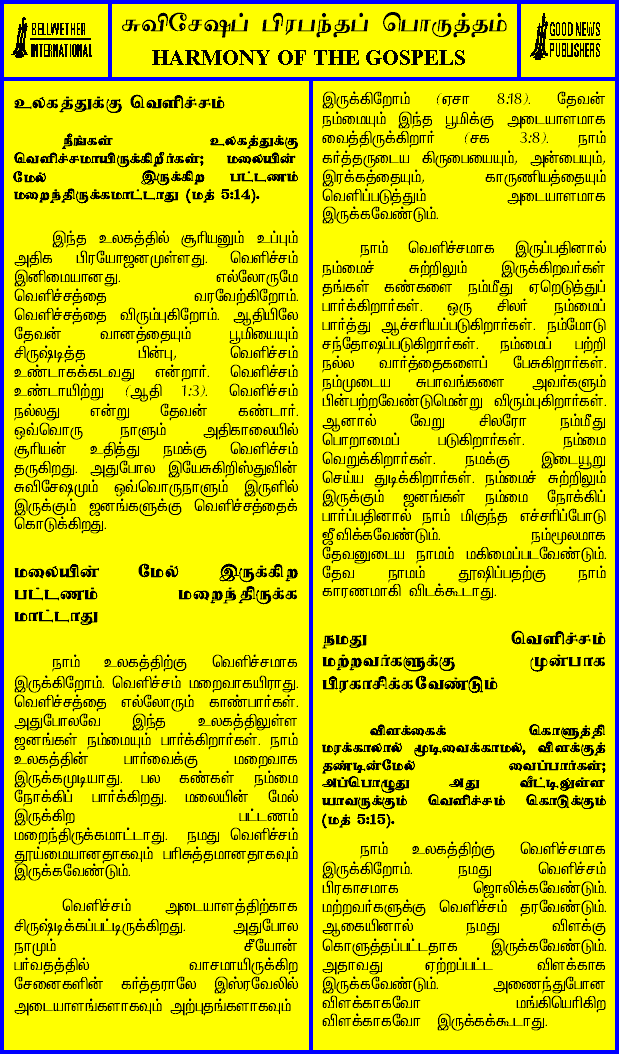 BELLWETHER
INTERNATIONAL
சுவிசேஷப் பிரபந்தப் பொருத்தம்
HARMONY OF THE GOSPELS
GOOD NEWS
PUBLISHERS
உலகத்துக்கு வெளிச்சம்
நீங்கள் உலகத்துக்கு
வெளிச்சமாயிருக்கிறீர்கள்; மலையின்
மேல் இருக்கிற பட்டணம்
மறைந்திருக்கமாட்டாது (மத் 5:14).
இந்த உலகத்தில் சூரியனும் உப்பும்
அதிக பிரயோஜனமுள்ளது. வெளிச்சம்
இனிமையானது. எல்லோருமே
வெளிச்சத்தை வரவேற்கிறோம்.
வெளிச்சத்தை விரும்புகிறோம். ஆதியிலே
தேவன் வானத்தையும் பூமியையும்
சிருஷ்டித்த பின்பு, வெளிச்சம்
உண்டாகக்கடவது என்றார். வெளிச்சம்
உண்டாயிற்று (ஆதி 1:3). வெளிச்சம்
நல்லது என்று தேவன் கண்டார்.
ஒவ்வொரு நாளும் அதிகாலையில்
சூரியன் உதித்து நமக்கு வெளிச்சம்
தருகிறது. அதுபோல இயேசுகிறிஸ்துவின்
சுவிசேஷமும் ஒவ்வொருநாளும் இருளில்
இருக்கும் ஜனங்களுக்கு வெளிச்சத்தைக்
கொடுக்கிறது.
மலையின் மேல் இருக்கிற
பட்டணம் மறைந்திருக்க
மாட்டாது
நாம் உலகத்திற்கு வெளிச்சமாக
இருக்கிறோம். வெளிச்சம் மறைவாகயிராது.
வெளிச்சத்தை எல்லோரும் காண்பார்கள்.
அதுபோலவே இந்த உலகத்திலுள்ள
ஜனங்கள் நம்மையும் பார்க்கிறார்கள். நாம்
உலகத்தின் பார்வைக்கு மறைவாக
இருக்கமுடியாது. பல கண்கள் நம்மை
நோக்கிப் பார்க்கிறது. மலையின் மேல்
இருக்கிற பட்டணம்
மறைந்திருக்கமாட்டாது. நமது வெளிச்சம்
தூய்மையானதாகவும் பரிசுத்தமானதாகவும்
இருக்கவேண்டும்.
வெளிச்சம் அடையாளத்திற்காக
சிருஷ்டிக்கப்பட்டிருக்கிறது. அதுபோல
நாமும் சீயோன்
பர்வதத்தில் வாசமாயிருக்கிற
சேனைகளின் கர்த்தராலே இஸ்ரவேலில்
அடையாளங்களாகவும் அற்புதங்களாகவும்
இருக்கிறோம் (ஏசா 8:18). தேவன்
நம்மையும் இந்த பூமிக்கு அடையாளமாக
வைத்திருக்கிறார் (சக 3:8). நாம்
கர்த்தருடைய கிருபையையும், அன்பையும்,
இரக்கத்தையும், காருணியத்தையும்
வெளிப்படுத்தும் அடையாளமாக
இருக்கவேண்டும்.
நாம் வெளிச்சமாக இருப்பதினால்
நம்மைச் சுற்றிலும் இருக்கிறவர்கள்
தங்கள் கண்களை நம்மீது ஏறெடுத்துப்
பார்க்கிறார்கள். ஒரு சிலர் நம்மைப்
பார்த்து ஆச்சரியப்படுகிறார்கள். நம்மோடு
சந்தோஷப்படுகிறார்கள். நம்மைப் பற்றி
நல்ல வார்த்தைகளைப் பேசுகிறார்கள்.
நம்முடைய சுபாவங்களை அவர்களும்
பின்பற்றவேண்டுமென்று விரும்புகிறார்கள்.
ஆனால் வேறு சிலரோ நம்மீது
பொறாமைப் படுகிறார்கள். நம்மை
வெறுக்கிறார்கள். நமக்கு இடையூறு
செய்ய துடிக்கிறார்கள். நம்மைச் சுற்றிலும்
இருக்கும் ஜனங்கள் நம்மை நோக்கிப்
பார்ப்பதினால் நாம் மிகுந்த எச்சரிப்போடு
ஜீவிக்கவேண்டும். நம்மூலமாக
தேவனுடைய நாமம் மகிமைப்படவேண்டும்.
தேவ நாமம் தூஷிப்பதற்கு நாம்
காரணமாகி விடக்கூடாது.
நமது வெளிச்சம்
மற்றவர்களுக்கு முன்பாக
பிரகாசிக்கவேண்டும்
விளக்கைக் கொளுத்தி
மரக்காலால் மூடிவைக்காமல், விளக்குத்
தண்டின்மேல் வைப்பார்கள்;
அப்பொழுது அது வீட்டிலுள்ள
யாவருக்கும் வெளிச்சம் கொடுக்கும்
(மத் 5:15).
நாம் உலகத்திற்கு வெளிச்சமாக
இருக்கிறோம். நமது வெளிச்சம்
பிரகாசமாக ஜொலிக்கவேண்டும்.
மற்றவர்களுக்கு வெளிச்சம் தரவேண்டும்.
ஆகையினால் நமது விளக்கு
கொளுத்தப்பட்டதாக இருக்கவேண்டும்.
அதாவது ஏற்றப்பட்ட விளக்காக
இருக்கவேண்டும். அணைந்துபோன
விளக்காகவோ மங்கியெரிகிற
விளக்காகவோ இருக்கக்கூடாது.